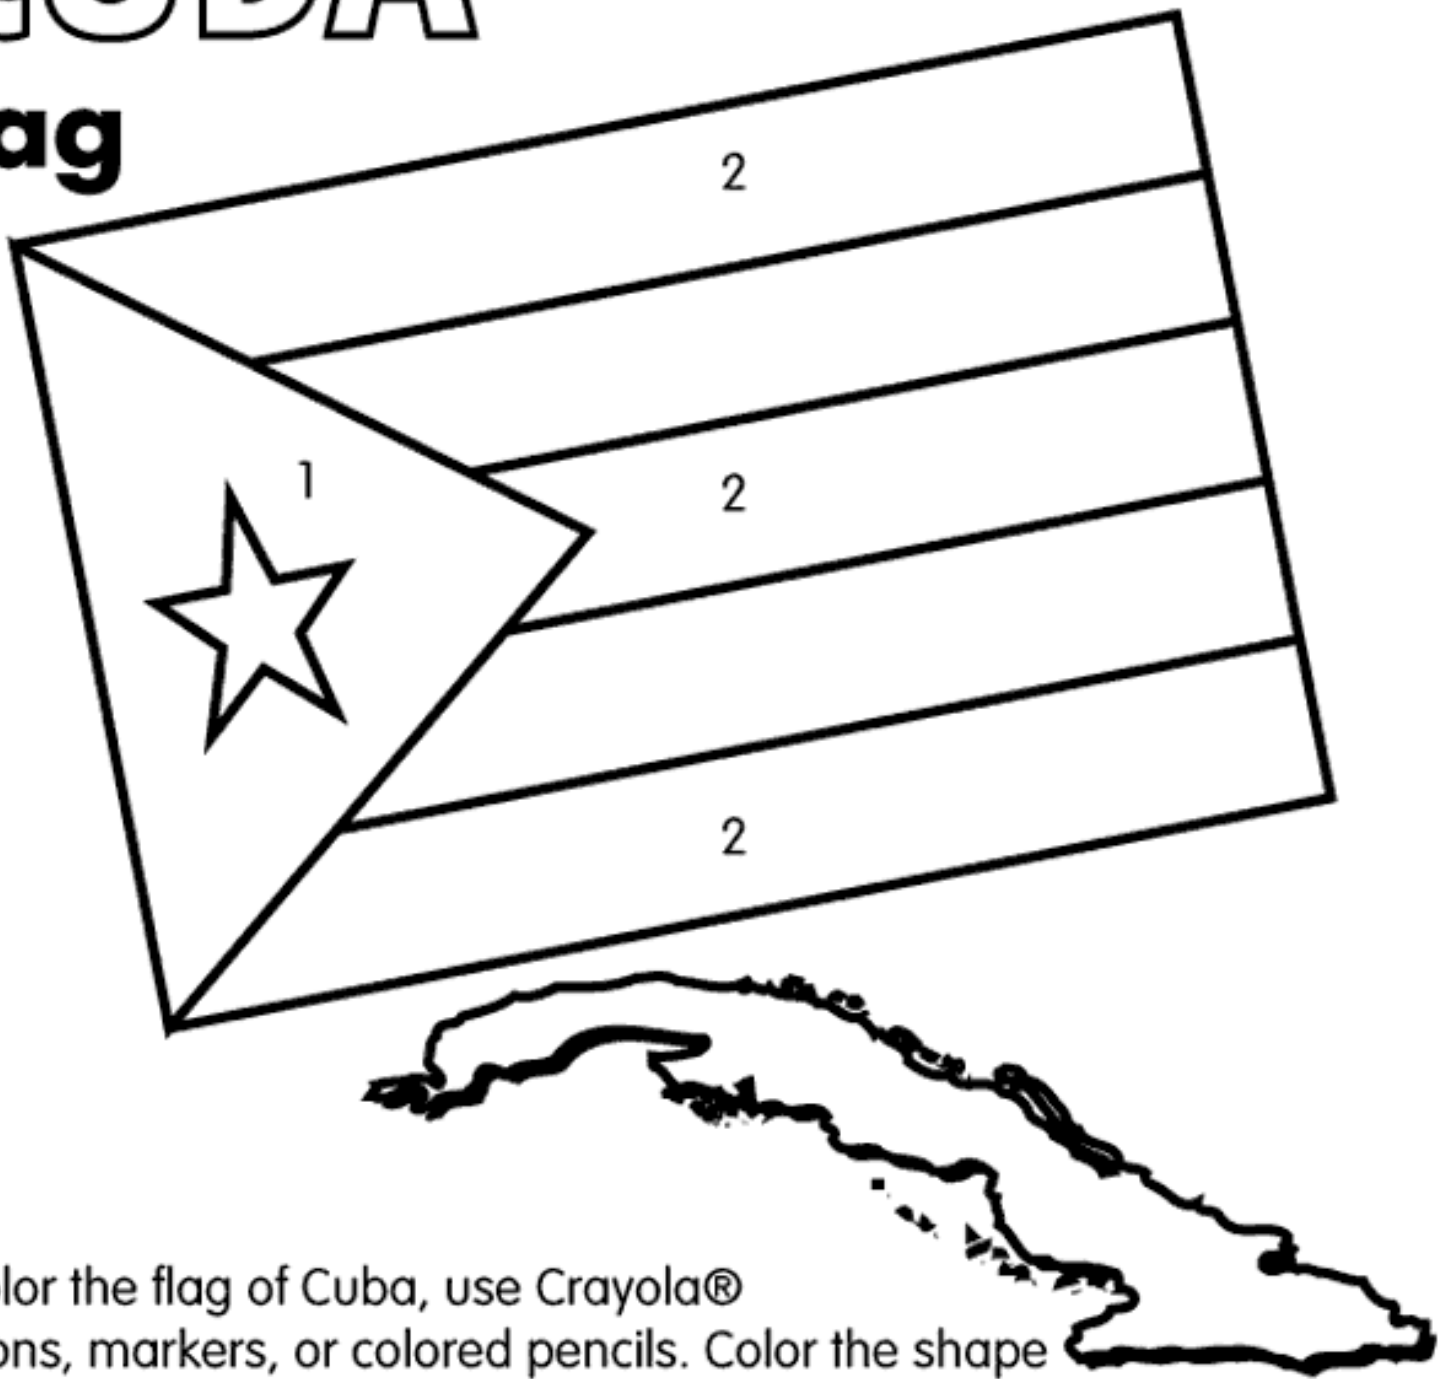 CUBA
ag
2
1
2
2
lor the flag of Cuba, use Crayola®
ons, markers, or colored pencils. Color the shape